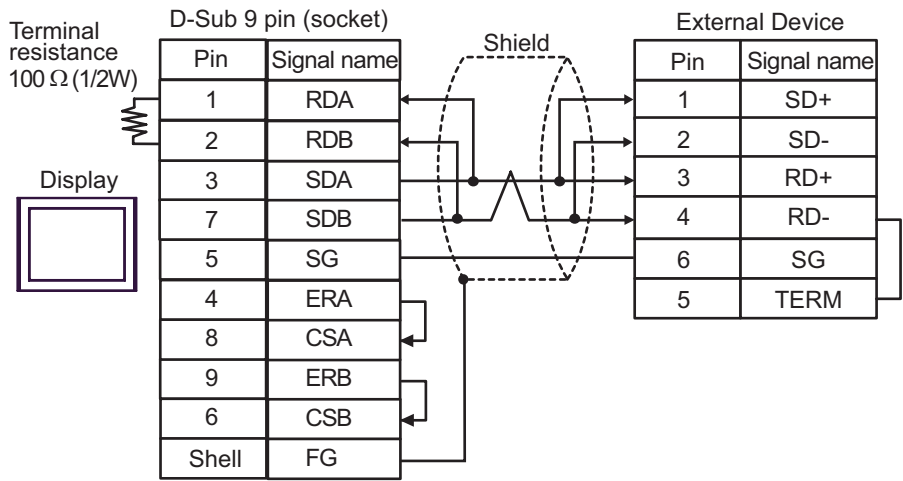 Terminal
resistance
100 Ω (1/2W)
D-Sub 9 pin (socket)
Shield
External Device
Display
Pin Signal name
1 RDA
2 RDB
3 SDA
7 SDB
5 SG
4 ERA
8 CSA
9 ERB
6 CSB
Shell FG
Pin Signal name
1 SD+
2 SD-
3 RD+
4 RD-
6 SG
5 TERM